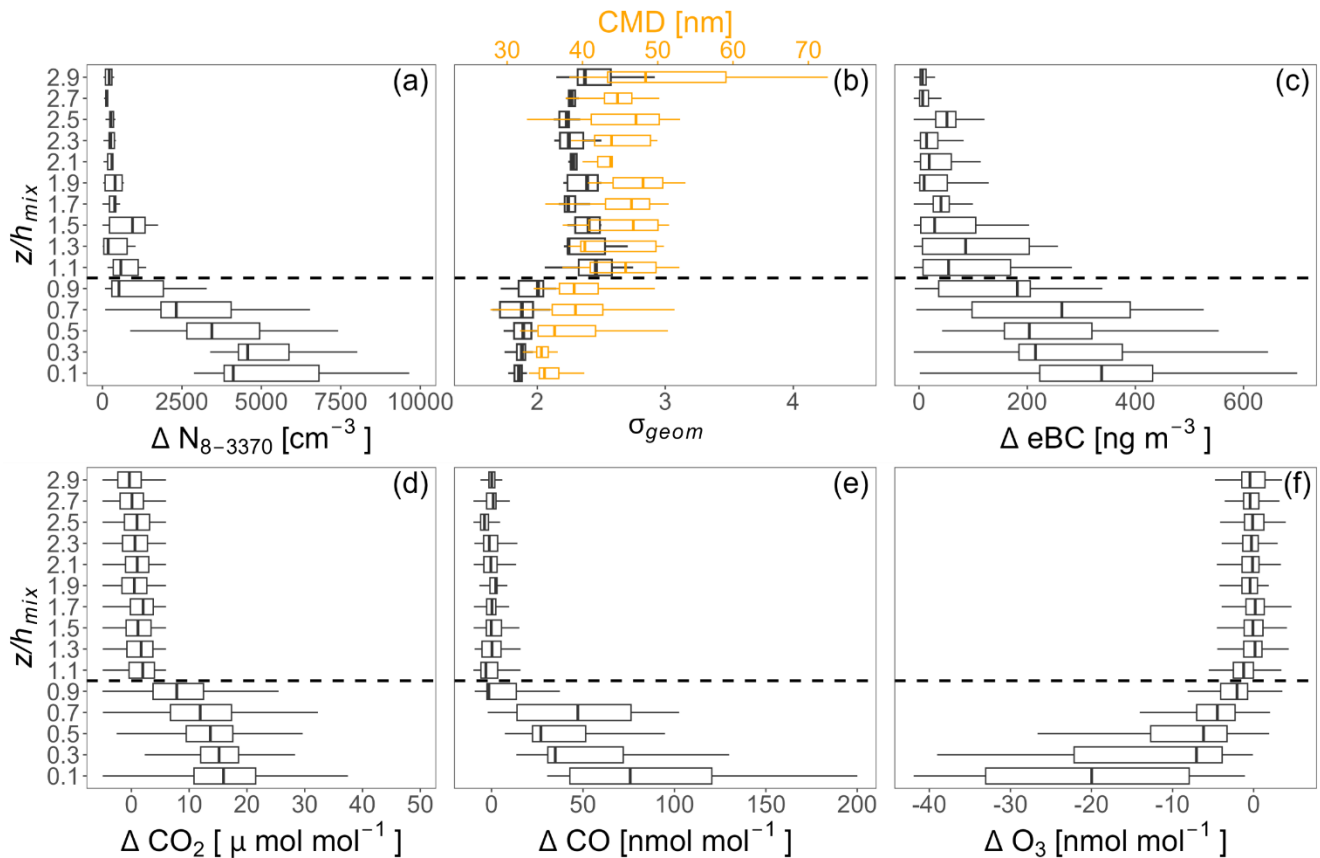 CMD [nm]
30 40 50 60 70
(a)
(b)
(c)
z/h_mix
2.9
2.7
2.5
2.3
2.1
1.9
1.7
1.5
1.3
1.1
0.9
0.7
0.5
0.3
0.1
0 2500 5000 7500 10000
Δ N₈₋₃₃₇₀ [cm⁻³ ]
2 3 4
σ_geom
0 200 400 600
Δ eBC [ng m⁻³ ]
(d)
(e)
(f)
z/h_mix
2.9
2.7
2.5
2.3
2.1
1.9
1.7
1.5
1.3
1.1
0.9
0.7
0.5
0.3
0.1
0 10 20 30 40 50
Δ CO₂ [ μ mol mol⁻¹ ]
0 50 100 150 200
Δ CO [nmol mol⁻¹ ]
-40 -30 -20 -10 0
Δ O₃ [nmol mol⁻¹ ]